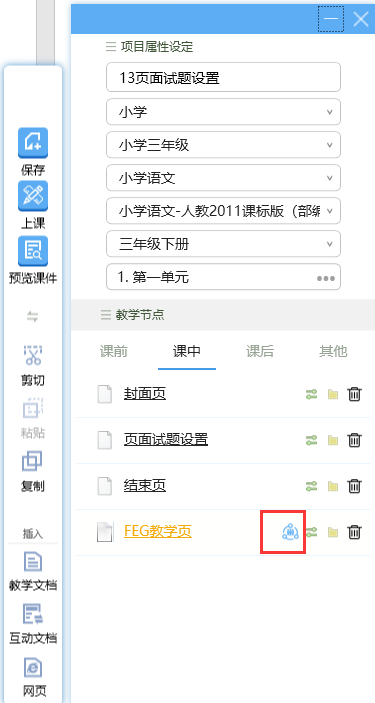 项目属性设定
13页面试题设置
小学
小学三年级
小学语文
小学语文-人教2011课标版（部编
三年级下册
1. 第一单元
教学节点
课前 课中 课后 其他
封面页
页面试题设置
结束页
FEG教学页
保存
上课
预览课件
剪切
粘贴
复制
插入
教学文档
互动文档
网页